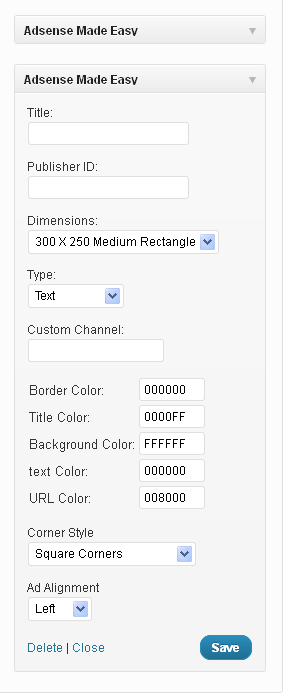 Adsense Made Easy
Adsense Made Easy
Title:
Publisher ID:
Dimensions:
300 X 250 Medium Rectangle
Type:
Text
Custom Channel:
Border Color: 000000
Title Color: 0000FF
Background Color: FFFFFF
text Color: 000000
URL Color: 008000
Corner Style
Square Corners
Ad Alignment
Left
Delete | Close Save